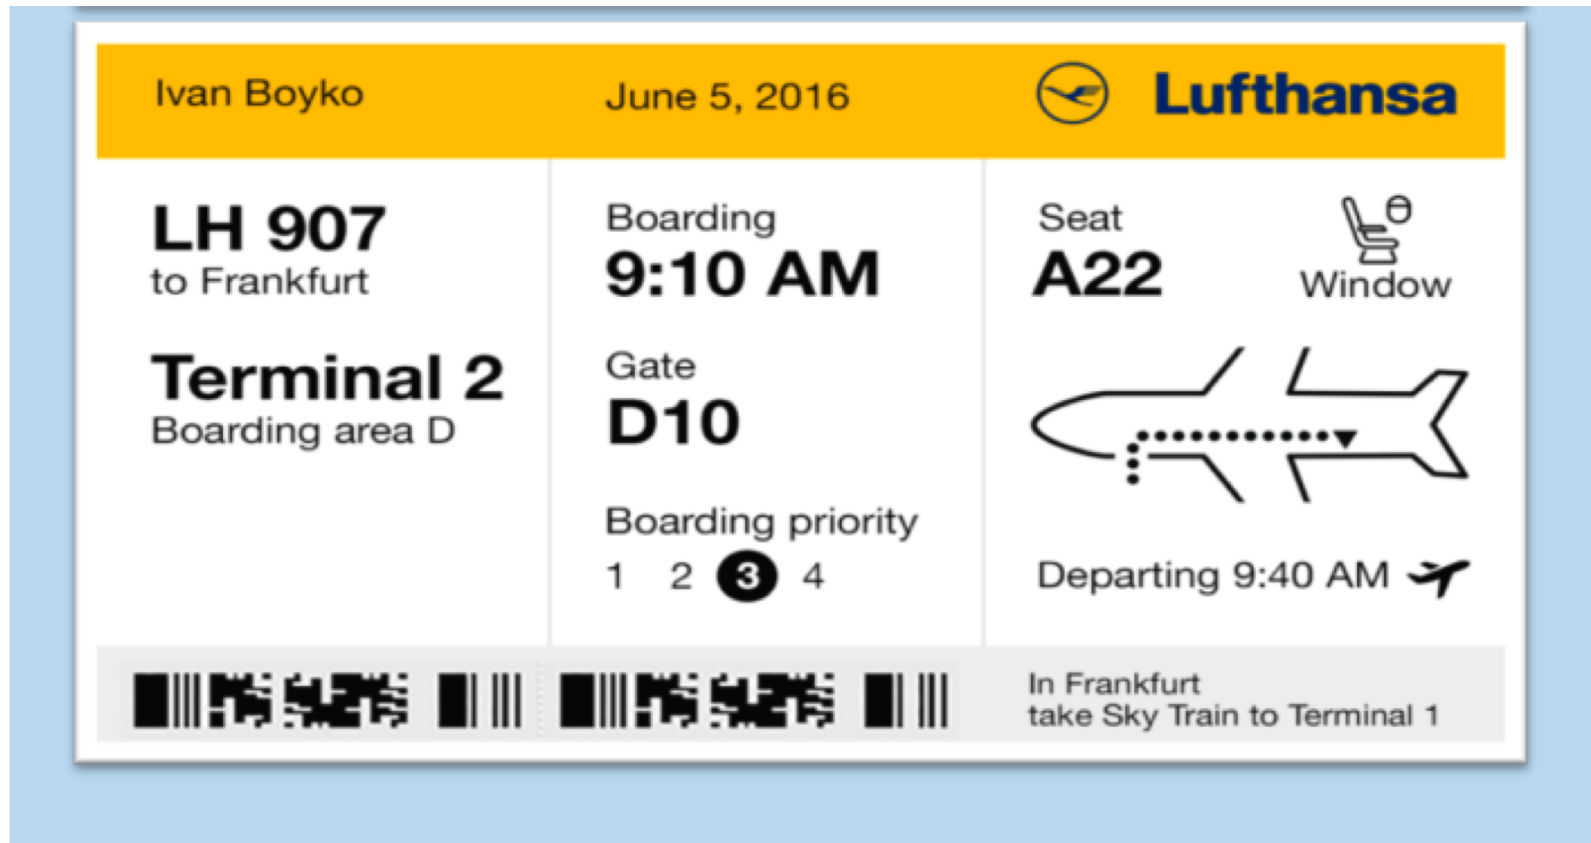 Ivan Boyko
June 5, 2016
Lufthansa
LH 907
to Frankfurt
Terminal 2
Boarding area D
Boarding
9:10 AM
Gate
D10
Boarding priority
1 2 3 4
Seat
A22
Window
Departing 9:40 AM
In Frankfurt
take Sky Train to Terminal 1